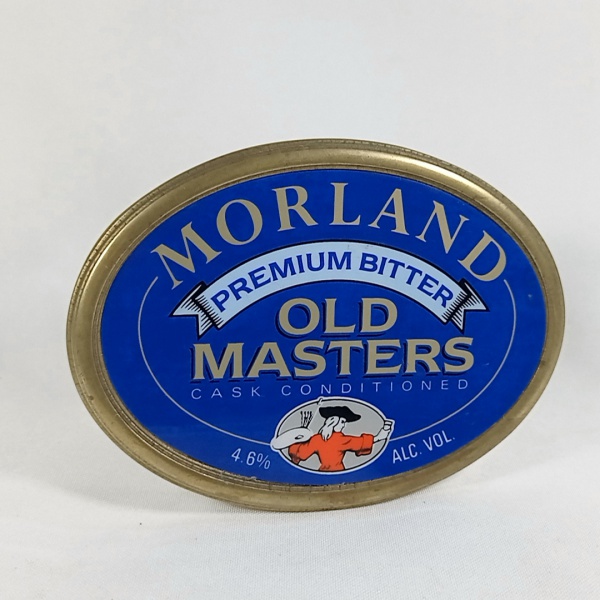 MORLAND
PREMIUM BITTER
OLD
MASTERS
CASK CONDITIONED
4.6% ALC. VOL.